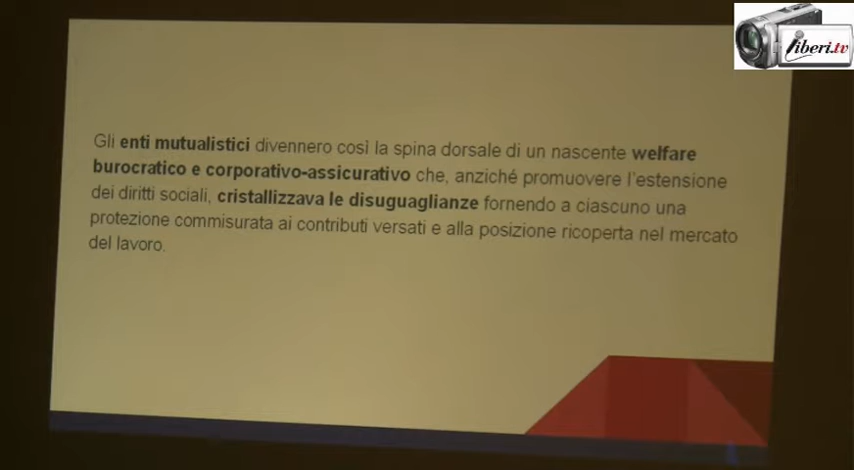 liberi.tv
Gli enti mutualistici divennero così la spina dorsale di un nascente welfare
burocratico e corporativo-assicurativo che, anziché promuovere l'estensione
dei diritti sociali, cristallizzava le disuguaglianze fornendo a ciascuno una
protezione commisurata ai contributi versati e alla posizione ricoperta nel mercato
del lavoro.